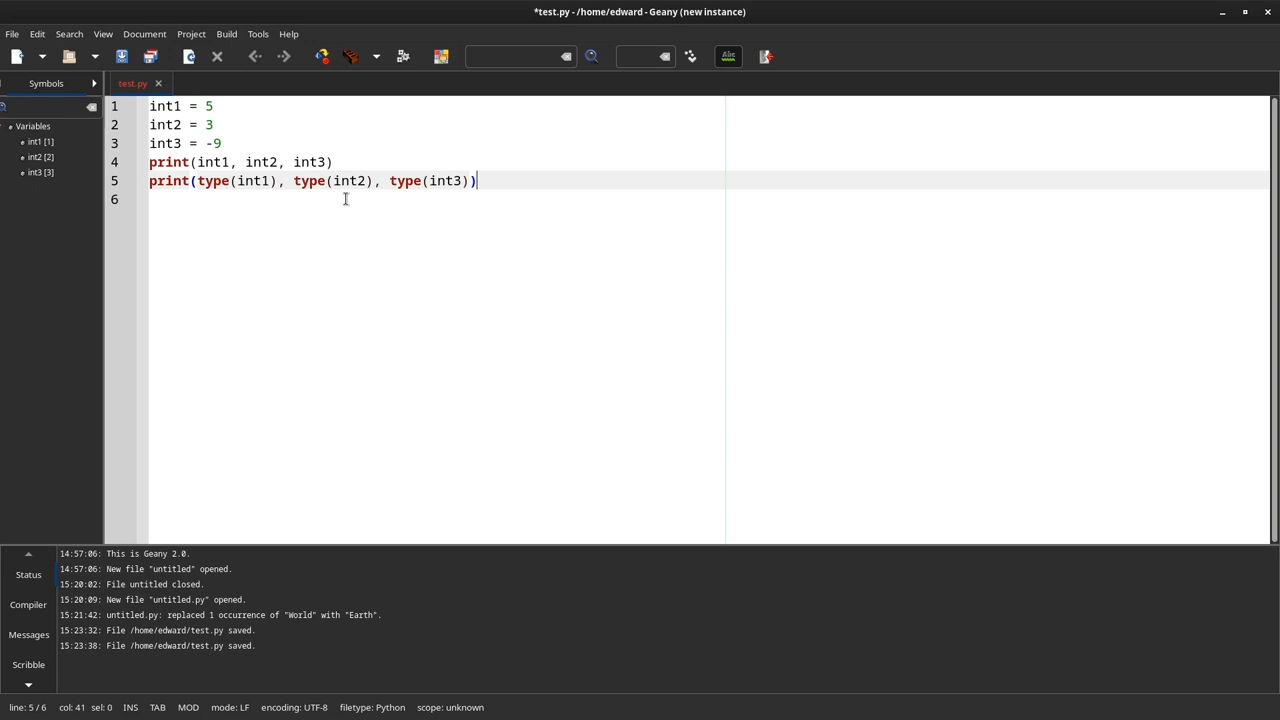 *test.py - /home/edward - Geany (new instance)
File Edit Search View Document Project Build Tools Help
Abc
Symbols
test.py
Variables
int1 [1]
int2 [2]
int3 [3]
1 int1 = 5
2 int2 = 3
3 int3 = -9
4 print(int1, int2, int3)
5 print(type(int1), type(int2), type(int3))
6
Status
Compiler
Messages
Scribble
14:57:06: This is Geany 2.0.
14:57:06: New file "untitled" opened.
15:20:02: File untitled closed.
15:20:09: New file "untitled.py" opened.
15:21:42: untitled.py: replaced 1 occurrence of "World" with "Earth".
15:23:32: File /home/edward/test.py saved.
15:23:38: File /home/edward/test.py saved.
line: 5 / 6 col: 41 sel: 0 INS TAB MOD mode: LF encoding: UTF-8 filetype: Python scope: unknown